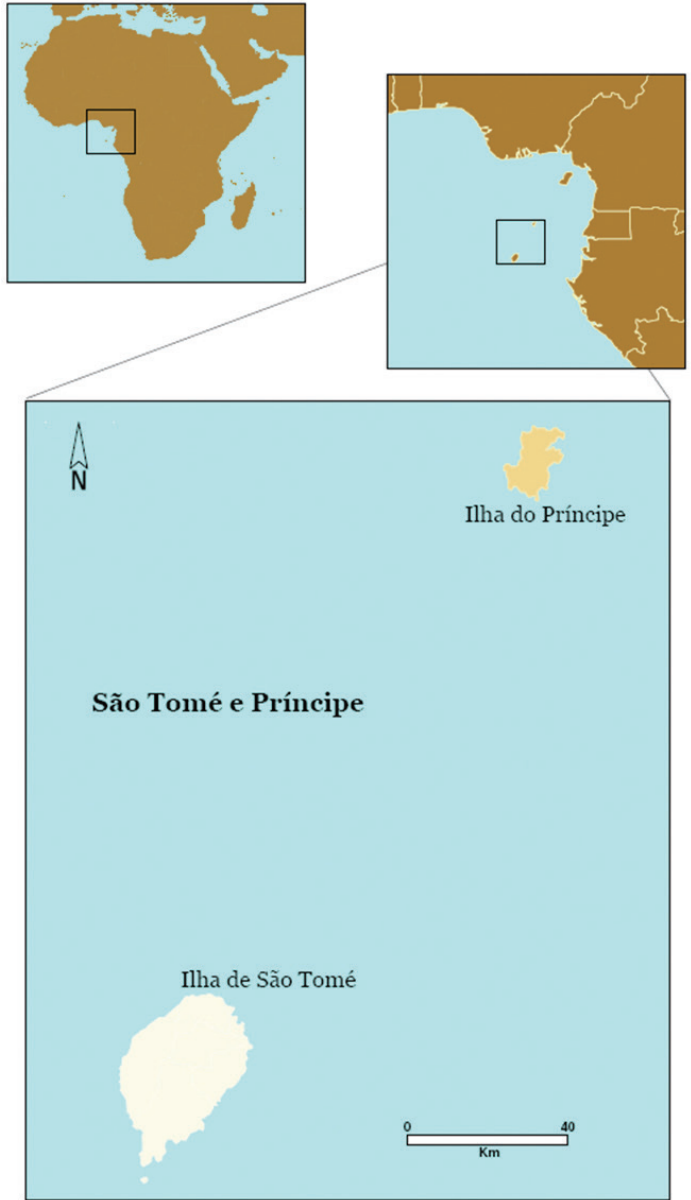 N
Ilha do Príncipe
São Tomé e Príncipe
Ilha de São Tomé
0 40
Km